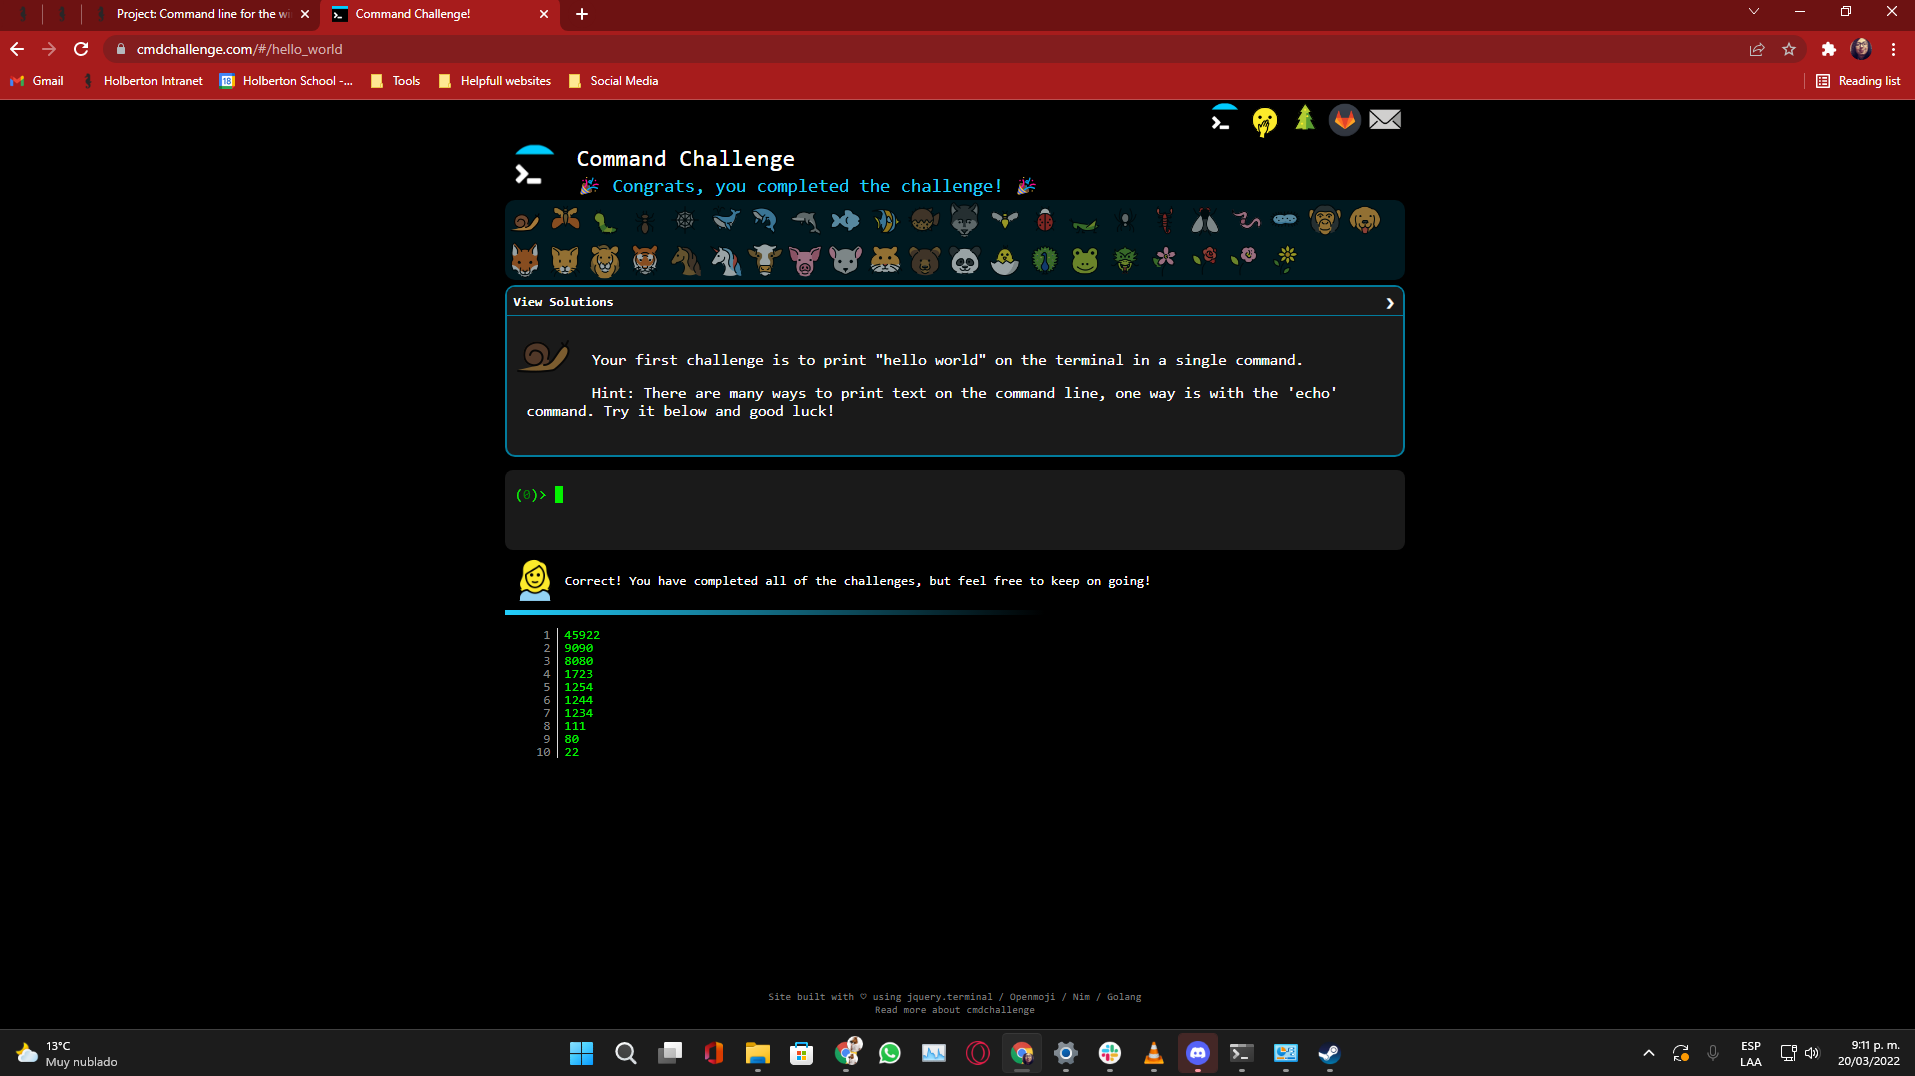 Project: Command line for the wi
Command Challenge!
cmdchallenge.com/#/hello_world
Gmail
Holberton Intranet
18
Holberton School -...
Tools
Helpfull websites
Social Media
Reading list
Command Challenge
Congrats, you completed the challenge!
View Solutions
Your first challenge is to print "hello world" on the terminal in a single command.
Hint: There are many ways to print text on the command line, one way is with the 'echo'
command. Try it below and good luck!
(0)>
Correct! You have completed all of the challenges, but feel free to keep on going!
1 45922
2 9090
3 8080
4 1723
5 1254
6 1244
7 1234
8 111
9 80
10 22
Site built with ♡ using jquery.terminal / Openmoji / Nim / Golang
Read more about cmdchallenge
13°C
Muy nublado
ESP
LAA
9:11 p. m.
20/03/2022